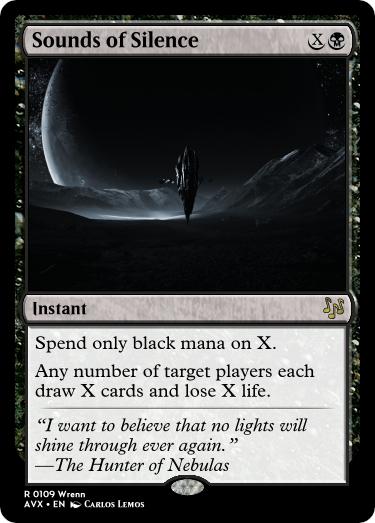 Sounds of Silence X
Instant
Spend only black mana on X.
Any number of target players each
draw X cards and lose X life.
“I want to believe that no lights will
shine through ever again.”
—The Hunter of Nebulas
R 0109 Wrenn
AVX • EN Carlos Lemos